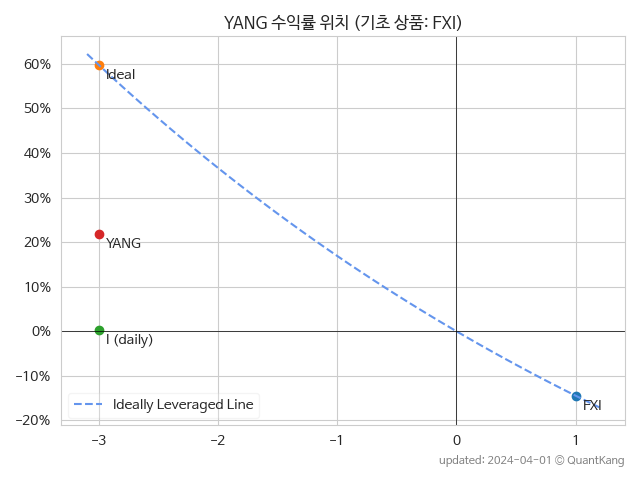 YANG 수익률 위치 (기초 상품: FXI)
60%
50%
40%
30%
20%
10%
0%
−10%
−20%
Ideal
YANG
I (daily)
FXI
Ideally Leveraged Line
−3 −2 −1 0 1
updated: 2024-04-01 © QuantKang